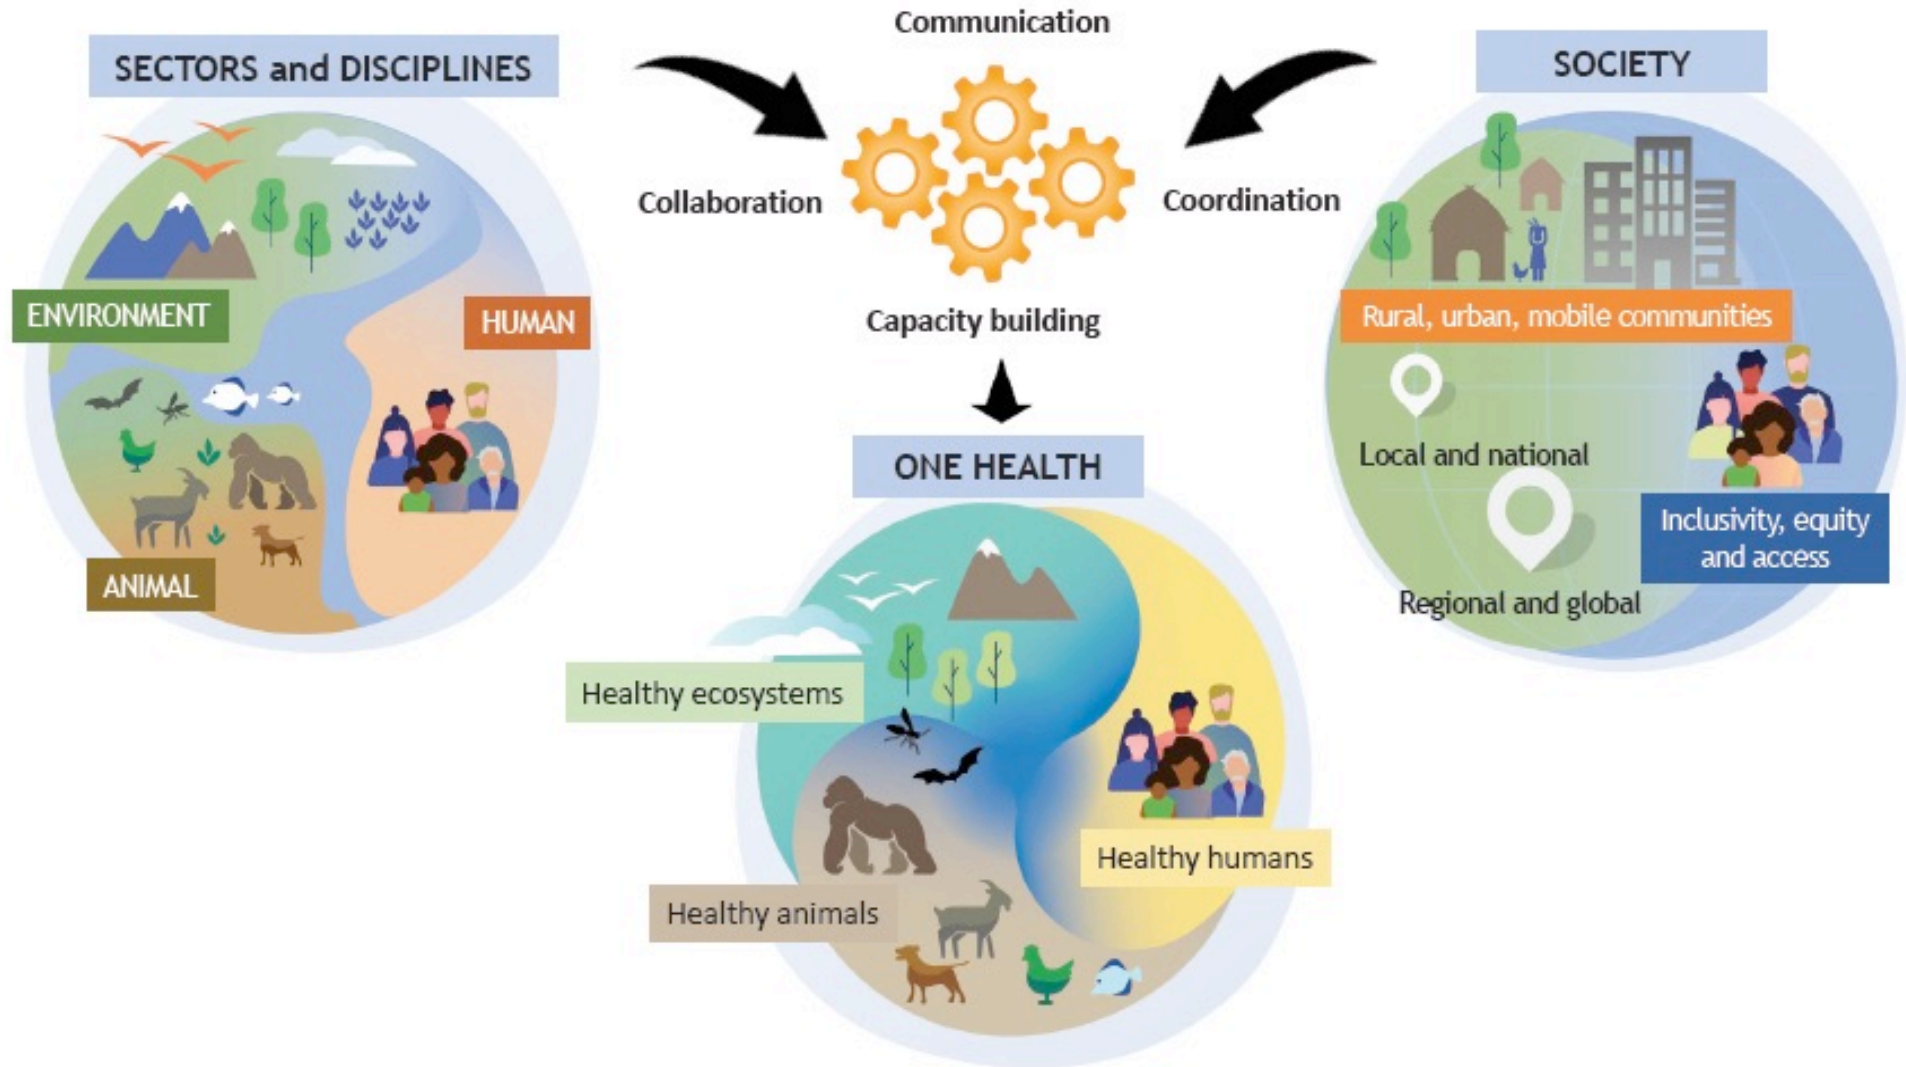 SECTORS and DISCIPLINES
ENVIRONMENT
HUMAN
ANIMAL
Communication
Collaboration
Coordination
Capacity building
SOCIETY
Rural, urban, mobile communities
Local and national
Regional and global
Inclusivity, equity
and access
ONE HEALTH
Healthy ecosystems
Healthy humans
Healthy animals